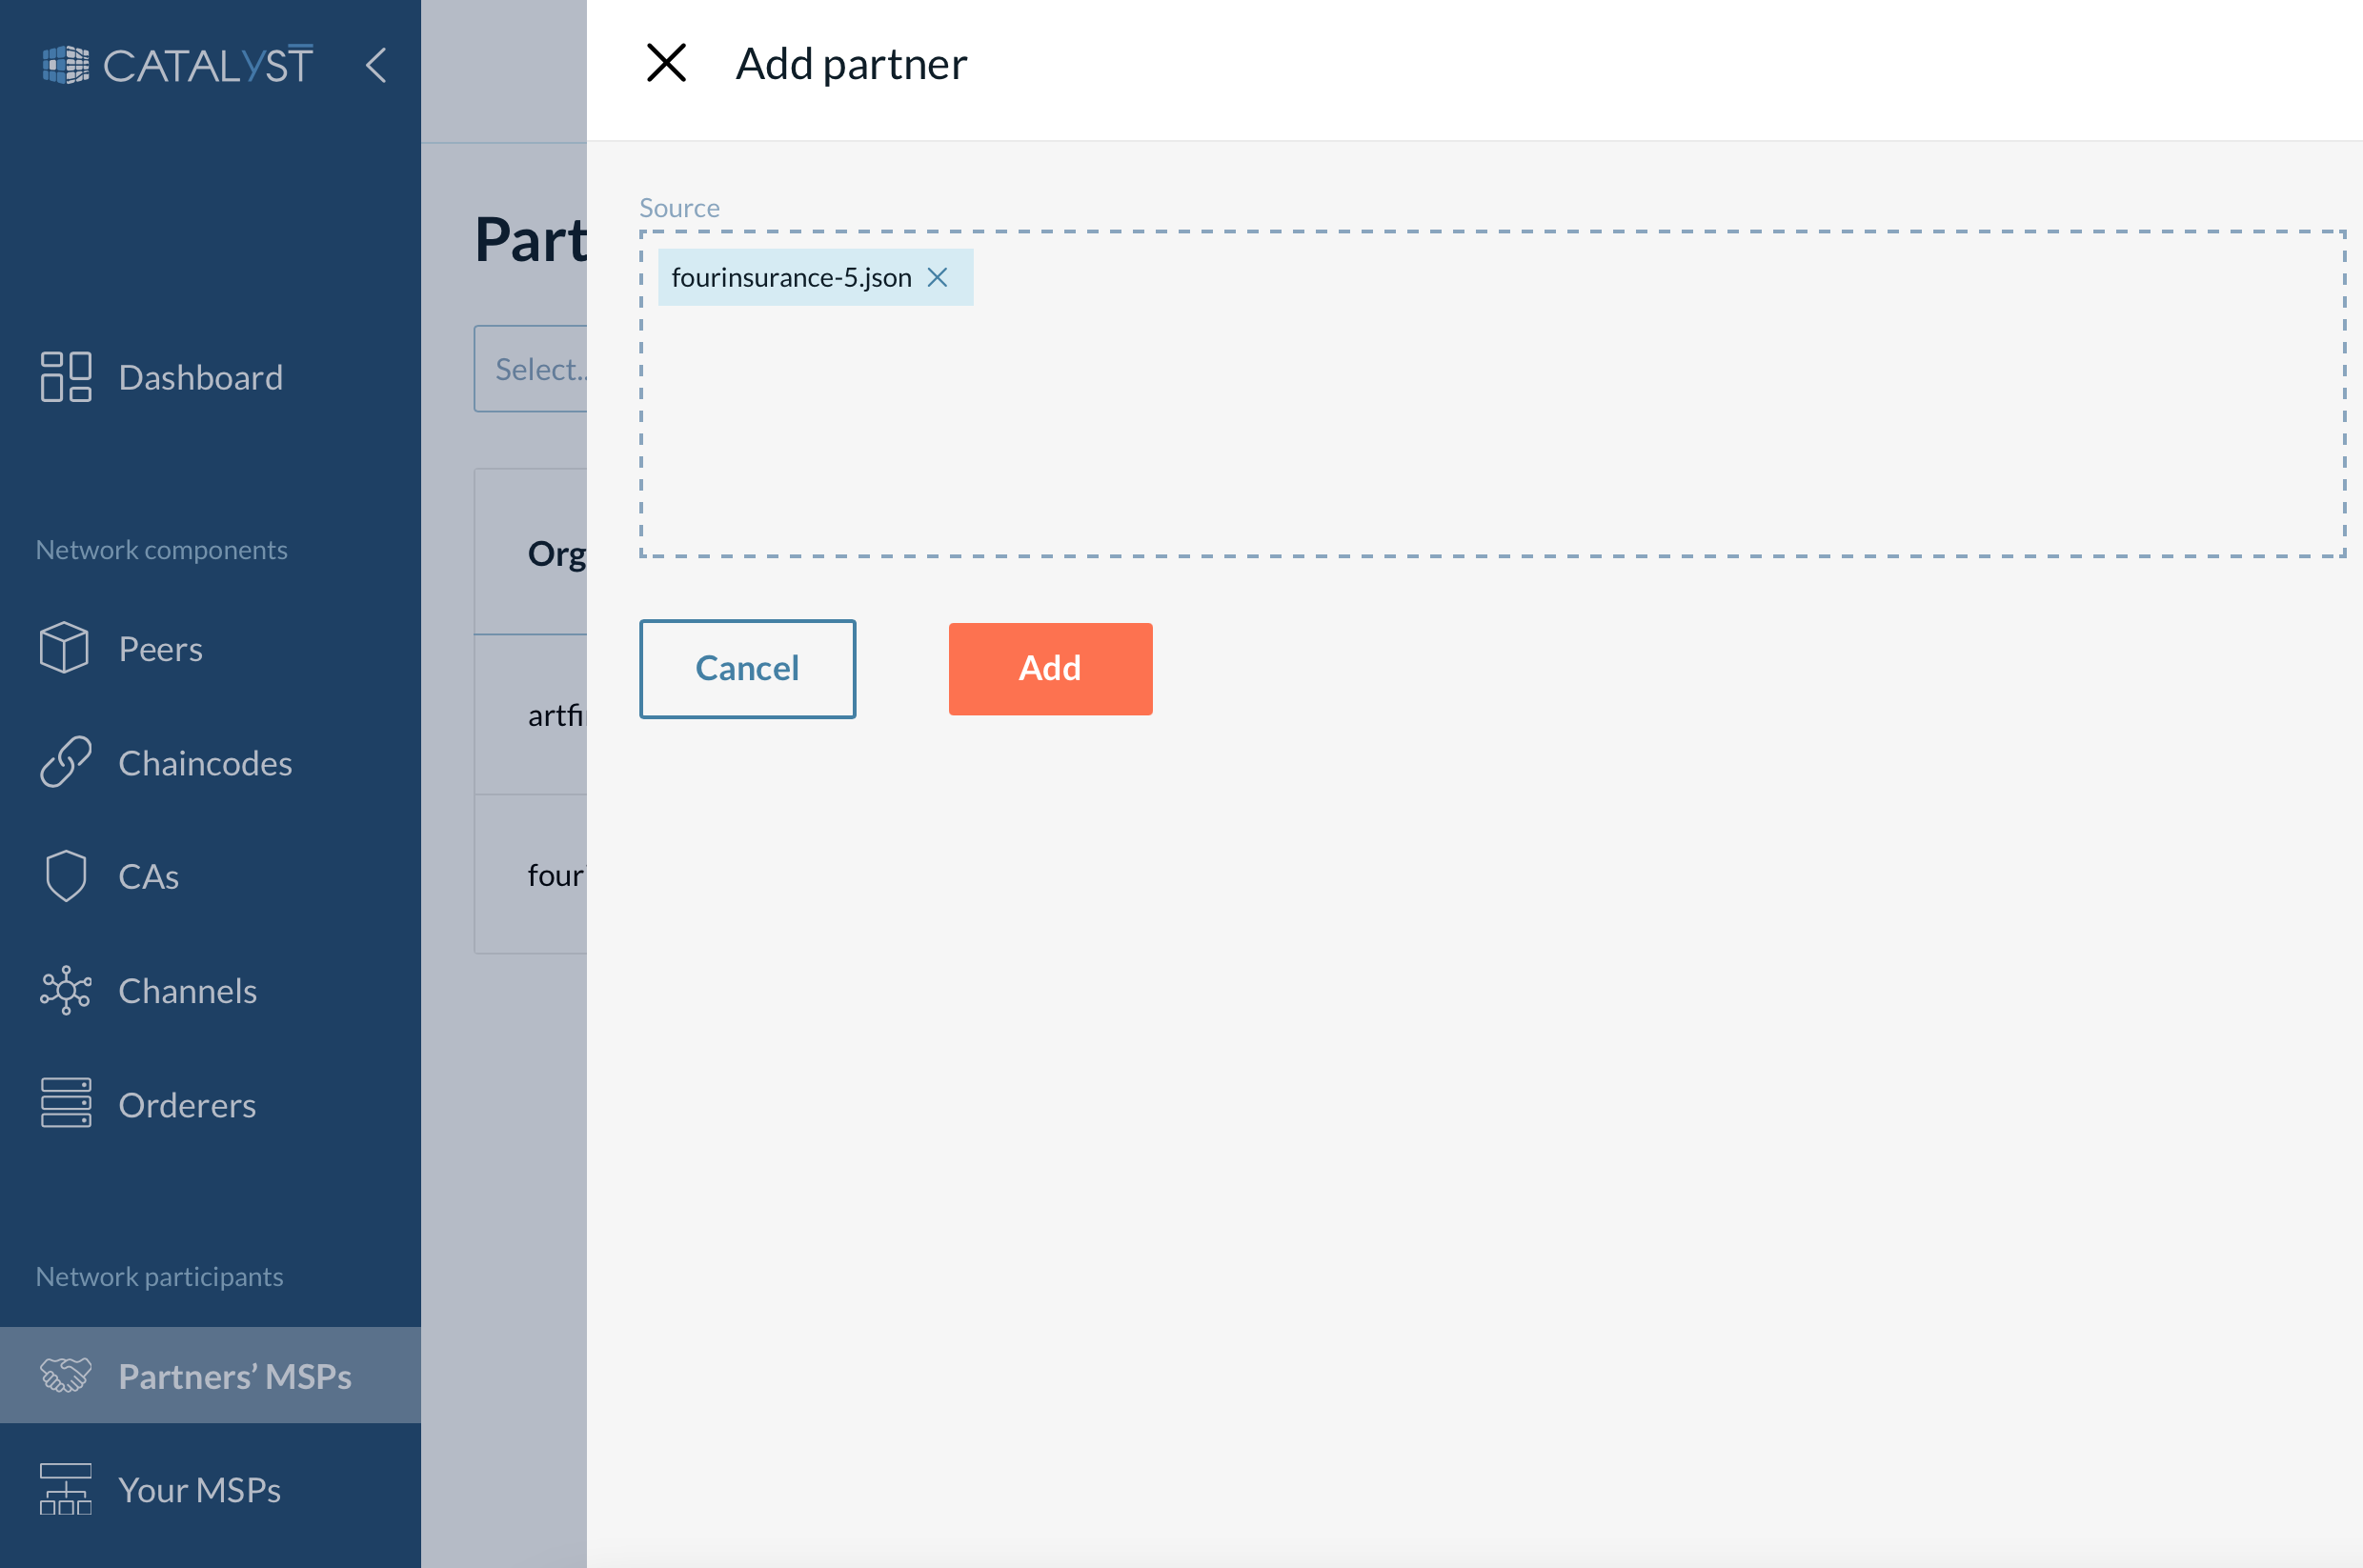 CATALYST
Dashboard
Network components
Peers
Chaincodes
CAs
Channels
Orderers
Network participants
Partners’ MSPs
Your MSPs
Part
Select..
Org
artfi
four
Add partner
Source
fourinsurance-5.json
Cancel
Add